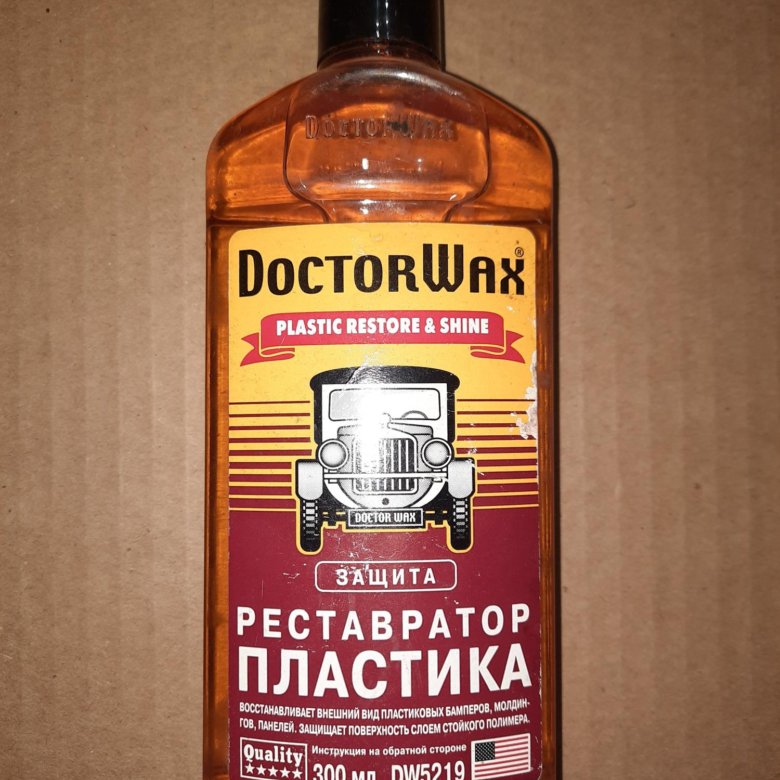 DOCTORWAX
DOCTORWAX®
PLASTIC RESTORE & SHINE
DOCTOR WAX
ЗАЩИТА
РЕСТАВРАТОР
ПЛАСТИКА
ВОССТАНАВЛИВАЕТ ВНЕШНИЙ ВИД ПЛАСТИКОВЫХ БАМПЕРОВ, МОЛДИН-
ГОВ, ПАНЕЛЕЙ. ЗАЩИЩАЕТ ПОВЕРХНОСТЬ СЛОЕМ СТОЙКОГО ПОЛИМЕРА.
Quality
Инструкция на обратной стороне
300 мл DW5219